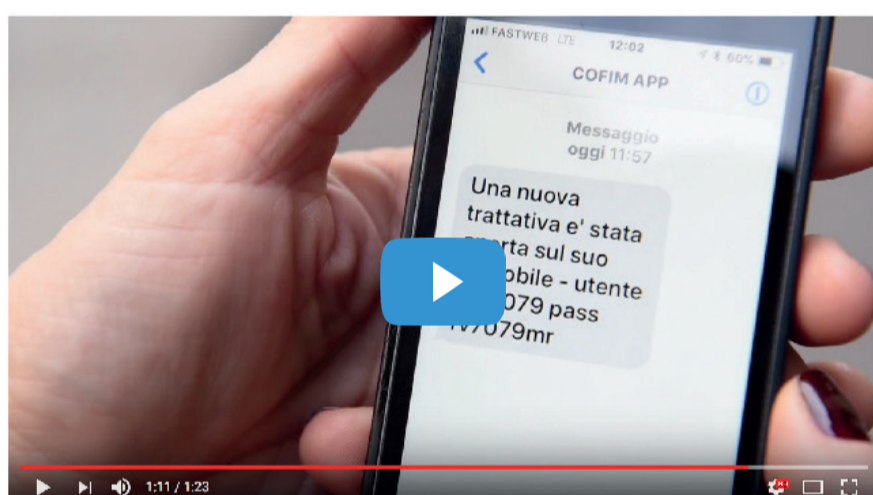 FASTWEB LTE 12:02 60%
COFIM APP
Messaggio
oggi 11:57
Una nuova
trattativa e' stata
sul suo
- utente
pass
1:11 / 1:23